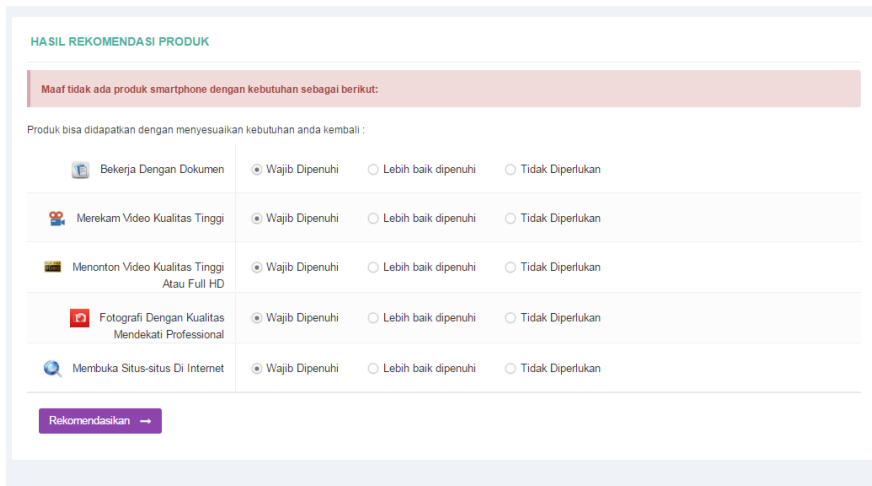 HASIL REKOMENDASI PRODUK
Maaf tidak ada produk smartphone dengan kebutuhan sebagai berikut:
Produk bisa didapatkan dengan menyesuaikan kebutuhan anda kembali :
Bekerja Dengan Dokumen Wajib Dipenuhi Lebih baik dipenuhi Tidak Diperlukan
Merekam Video Kualitas Tinggi Wajib Dipenuhi Lebih baik dipenuhi Tidak Diperlukan
Menonton Video Kualitas Tinggi Wajib Dipenuhi Lebih baik dipenuhi Tidak Diperlukan
Atau Full HD
Fotografi Dengan Kualitas Wajib Dipenuhi Lebih baik dipenuhi Tidak Diperlukan
Mendekati Professional
Membuka Situs-situs Di Internet Wajib Dipenuhi Lebih baik dipenuhi Tidak Diperlukan
Rekomendasikan →